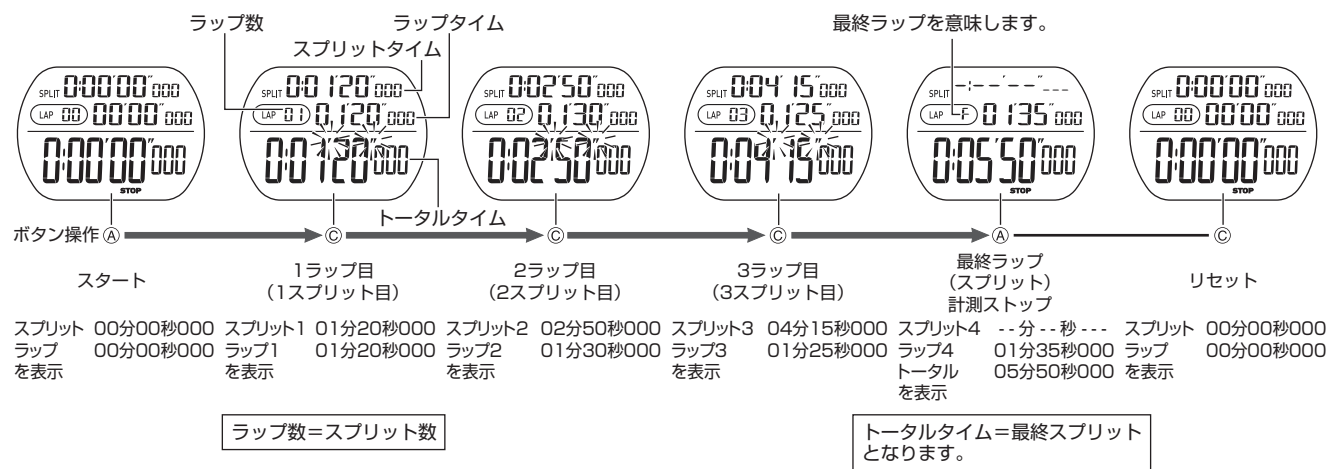 ラップ数
ラップタイム
スプリットタイム
最終ラップを意味します。
SPLIT 0:00'00"000
LAP 00 00'00"000
0:00'00"000
STOP
SPLIT 0:01'20"000
LAP 01 0,1'20"000
0:01'20"000
SPLIT 0:02'50"000
LAP 02 0,1'30"000
0:02'50"000
SPLIT 0:04'15"000
LAP 03 0,1'25"000
0:04'15"000
SPLIT -:--'--"---
LAP F 01'35"000
0:05'50"000
STOP
SPLIT 0:00'00"000
LAP 00 00'00"000
0:00'00"000
STOP
トータルタイム
ボタン操作 Ⓐ Ⓒ Ⓒ Ⓒ Ⓐ Ⓒ
スタート
1ラップ目
(1スプリット目)
2ラップ目
(2スプリット目)
3ラップ目
(3スプリット目)
最終ラップ
(スプリット)
計測ストップ
リセット
スプリット 00分00秒000
ラップ 00分00秒000
を表示
スプリット1 01分20秒000
ラップ1 01分20秒000
を表示
スプリット2 02分50秒000
ラップ2 01分30秒000
を表示
スプリット3 04分15秒000
ラップ3 01分25秒000
を表示
スプリット4 --分--秒---
ラップ4 01分35秒000
トータル 05分50秒000
を表示
スプリット 00分00秒000
ラップ 00分00秒000
を表示
ラップ数=スプリット数
トータルタイム=最終スプリット
となります。